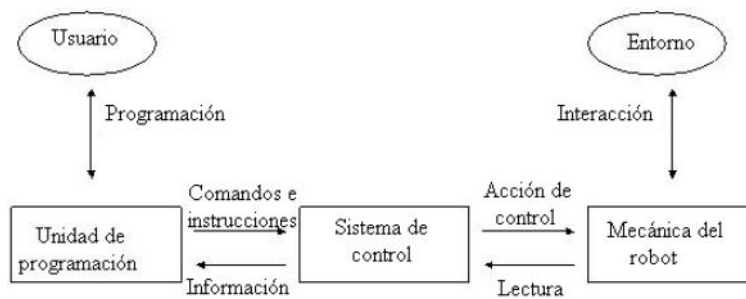 Usuario
Entorno
Programación
Interacción
Comandos e
instrucciones
Acción de
control
Unidad de
programación
Sistema de
control
Mecánica del
robot
Información
Lectura